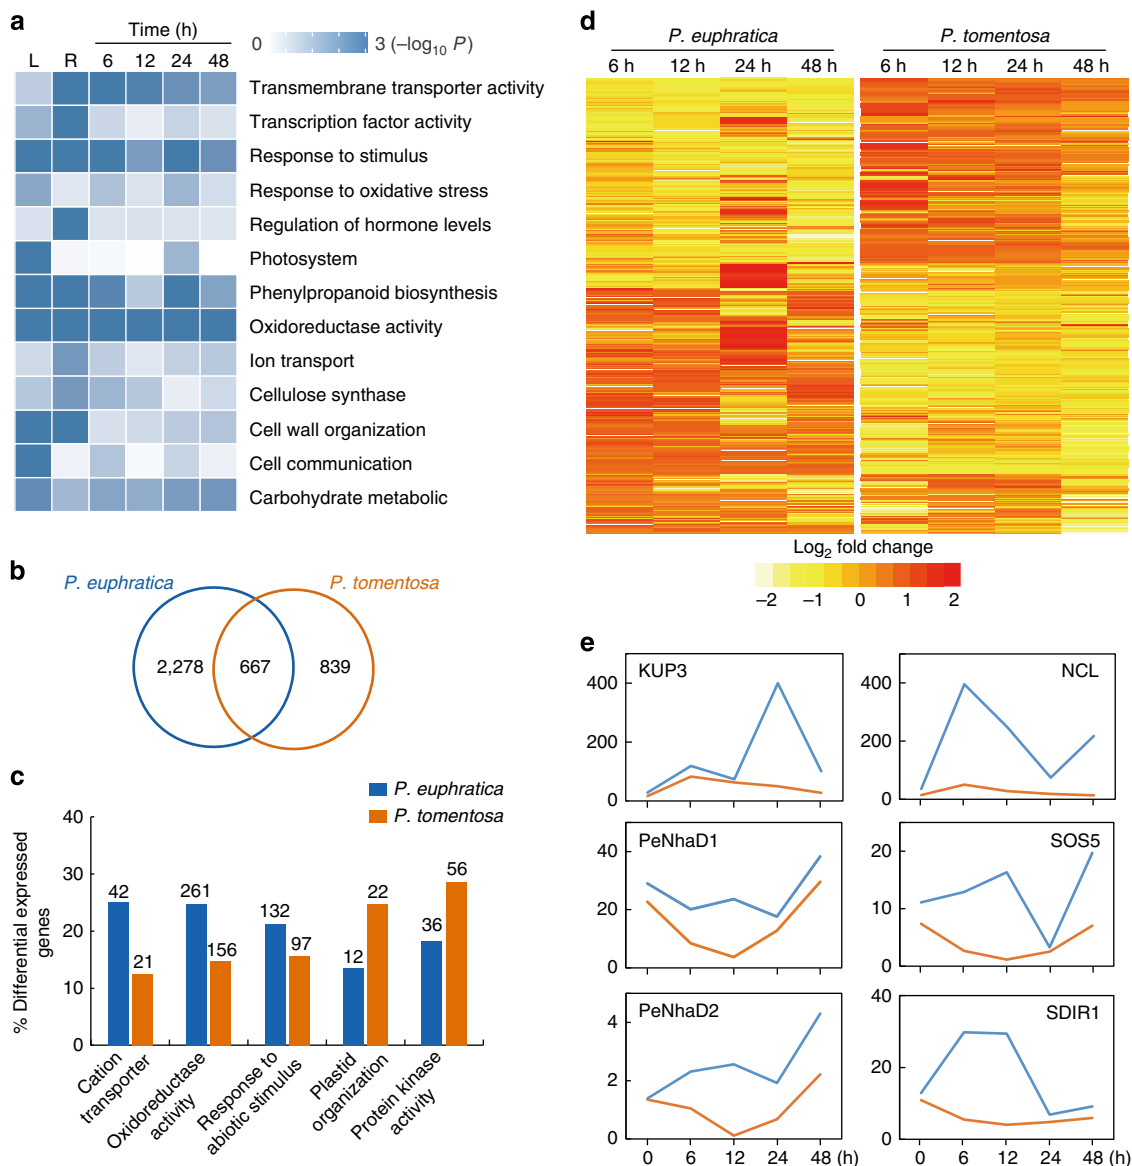 a
Time (h)
0
3 (–log10 P)
L R 6 12 24 48
Transmembrane transporter activity
Transcription factor activity
Response to stimulus
Response to oxidative stress
Regulation of hormone levels
Photosystem
Phenylpropanoid biosynthesis
Oxidoreductase activity
Ion transport
Cellulose synthase
Cell wall organization
Cell communication
Carbohydrate metabolic
b
P. euphratica
P. tomentosa
2,278
667
839
c
P. euphratica
P. tomentosa
% Differential expressed
genes
40
30
20
10
0
42
21
261
156
132
97
12
22
36
56
Cation
transporter
Oxidoreductase
activity
Response to
abiotic stimulus
Plastid
organization
Protein kinase
activity
d
P. euphratica
P. tomentosa
6 h 12 h 24 h 48 h
6 h 12 h 24 h 48 h
Log2 fold change
–2 –1 0 1 2
e
KUP3
400
200
0
NCL
400
200
0
PeNhaD1
40
20
0
SOS5
20
10
0
PeNhaD2
4
2
0
0 6 12 24 48 (h)
SDIR1
40
20
0
0 6 12 24 48 (h)